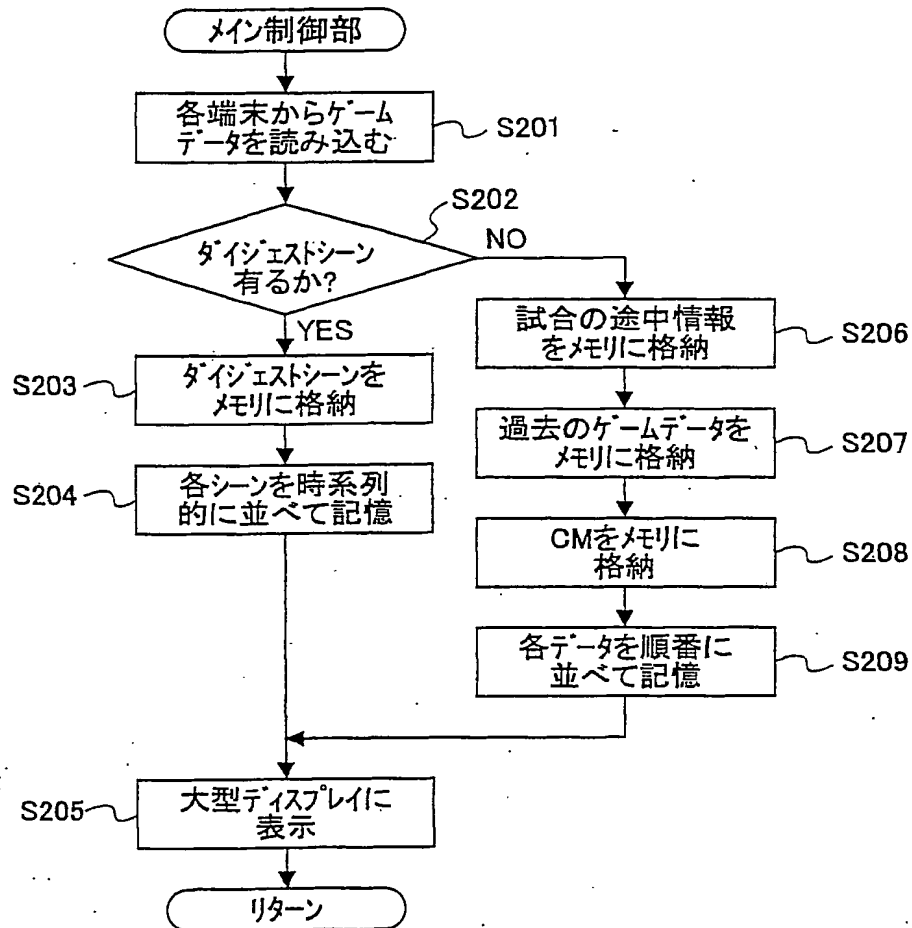 メイン制御部
各端末からゲーム
データを読み込む
S201
S202
ダイジェストシーン
有るか?
NO
YES
S203
ダイジェストシーンを
メモリに格納
S204
各シーンを時系列
的に並べて記憶
試合の途中情報
をメモリに格納
S206
過去のゲームデータを
メモリに格納
S207
CMをメモリに
格納
S208
各データを順番に
並べて記憶
S209
S205
大型ディスプレイに
表示
リターン